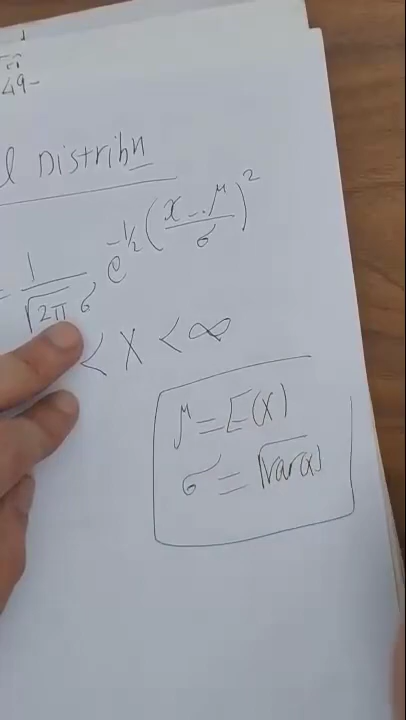 49-
l Distribn
= 1/√2π σ e^-1/2 (x-μ/σ)^2
< X < ∞
μ = E(X)
σ = √Var(X)